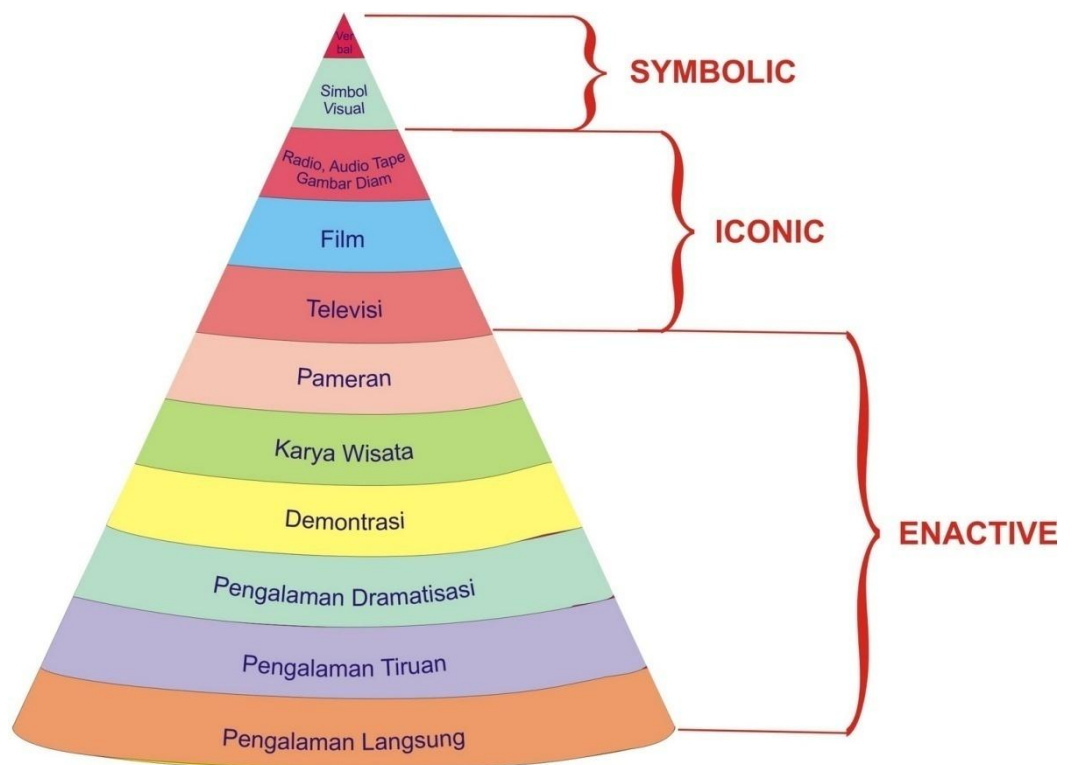 Ver
bal
SYMBOLIC
Simbol
Visual
Radio, Audio Tape
Gambar Diam
ICONIC
Film
Televisi
Pameran
Karya Wisata
Demontrasi
ENACTIVE
Pengalaman Dramatisasi
Pengalaman Tiruan
Pengalaman Langsung